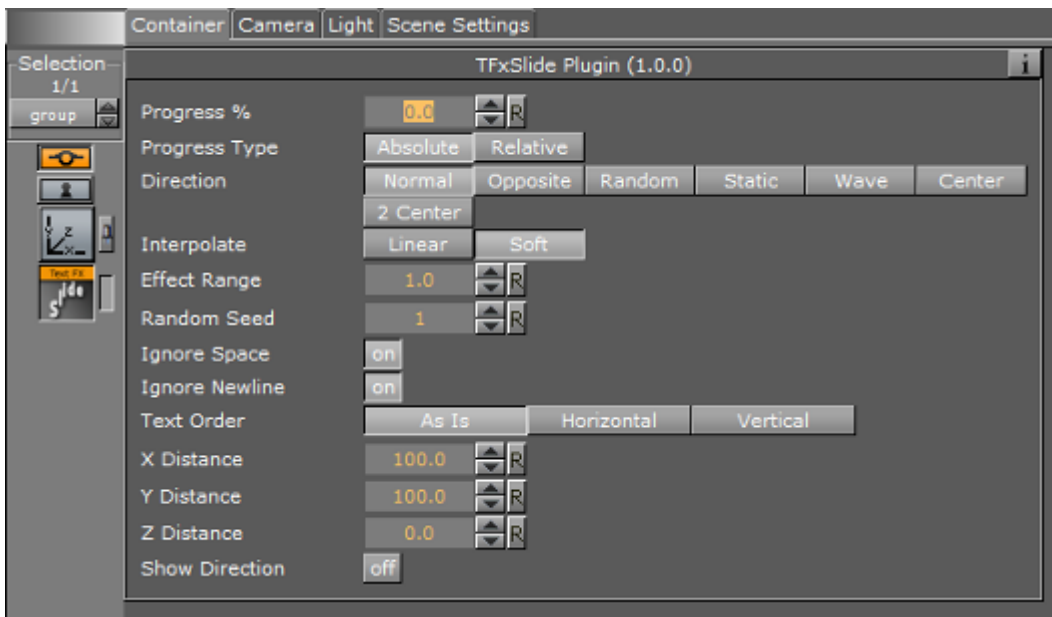 Container Camera Light Scene Settings
Selection
TFxSlide Plugin (1.0.0) i
1/1
group
Progress % 0.0 R
Progress Type Absolute Relative
Direction Normal Opposite Random Static Wave Center
2 Center
Interpolate Linear Soft
Effect Range 1.0 R
Text FX
Slide
Random Seed 1 R
Ignore Space on
Ignore Newline on
Text Order As Is Horizontal Vertical
X Distance 100.0 R
Y Distance 100.0 R
Z Distance 0.0 R
Show Direction off